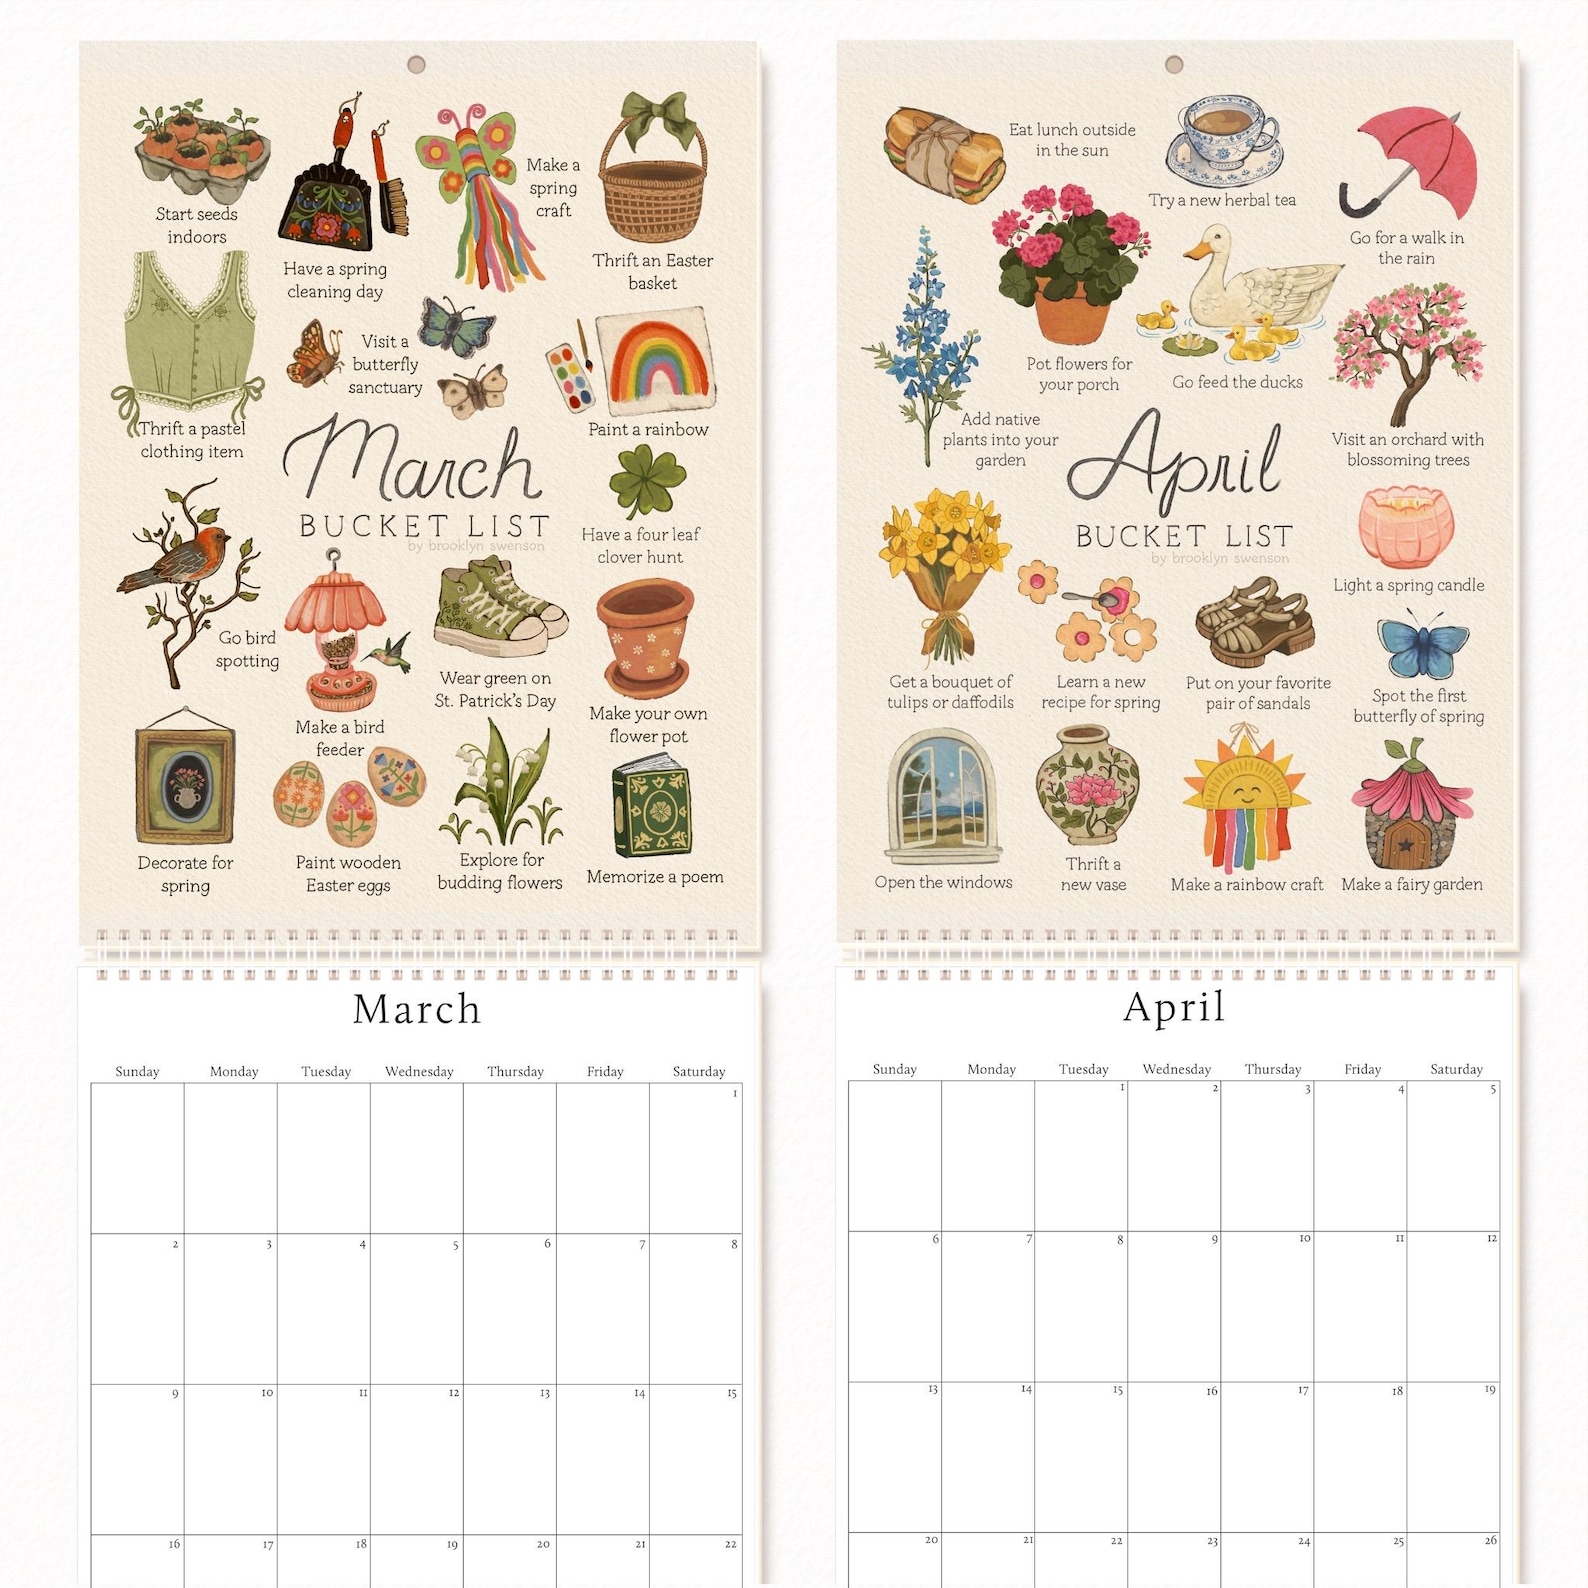 Start seeds
indoors
Have a spring
cleaning day
Make a
spring
craft
Thrift an Easter
basket
Thrift a pastel
clothing item
Visit a
butterfly
sanctuary
Paint a rainbow
March
BUCKET LIST
by brooklyn swenson
Have a four leaf
clover hunt
Go bird
spotting
Make a bird
feeder
Wear green on
St. Patrick's Day
Make your own
flower pot
Decorate for
spring
Paint wooden
Easter eggs
Explore for
budding flowers
Memorize a poem
March
Sunday Monday Tuesday Wednesday Thursday Friday Saturday
1
2 3 4 5 6 7 8
9 10 11 12 13 14 15
16 17 18 19 20 21 22
Eat lunch outside
in the sun
Try a new herbal tea
Go for a walk in
the rain
Pot flowers for
your porch
Go feed the ducks
Add native
plants into your
garden
Visit an orchard with
blossoming trees
April
BUCKET LIST
by brooklyn swenson
Light a spring candle
Get a bouquet of
tulips or daffodils
Learn a new
recipe for spring
Put on your favorite
pair of sandals
Spot the first
butterfly of spring
Open the windows
Thrift a
new vase
Make a rainbow craft
Make a fairy garden
April
Sunday Monday Tuesday Wednesday Thursday Friday Saturday
1 2 3 4 5
6 7 8 9 10 11 12
13 14 15 16 17 18 19
20 21 22 23 24 25 26